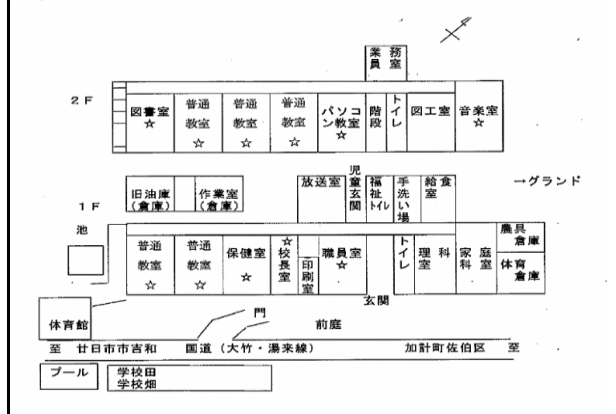 業務員室
２Ｆ
図書室☆
普通教室☆
普通教室☆
普通教室☆
パソコン教室☆
階段
トイレ
図工室
音楽室☆
放送室
児童玄関
福祉トイレ
手洗い場
給食室
→グランド
旧油庫(倉庫)
作業室(倉庫)
１Ｆ
池
普通教室☆
普通教室☆
保健室☆
☆校長室
印刷室
職員室☆
トイレ
理科室
家庭科室
農具倉庫
体育倉庫
玄関
門
前庭
体育館
至 廿日市市吉和 国道（大竹・湯来線） 加計町佐伯区 至
プール
学校田
学校畑